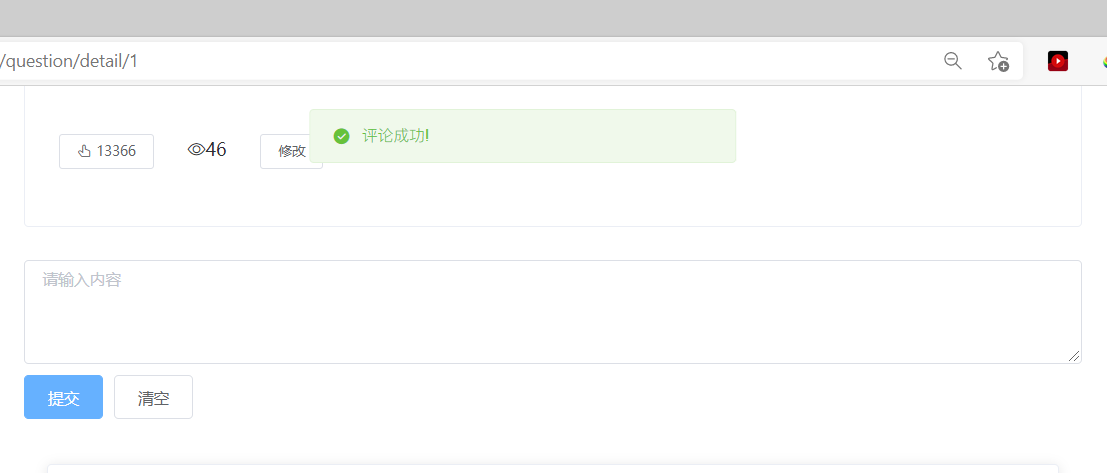 /question/detail/1
评论成功!
13366
46
修改
请输入内容
提交
清空